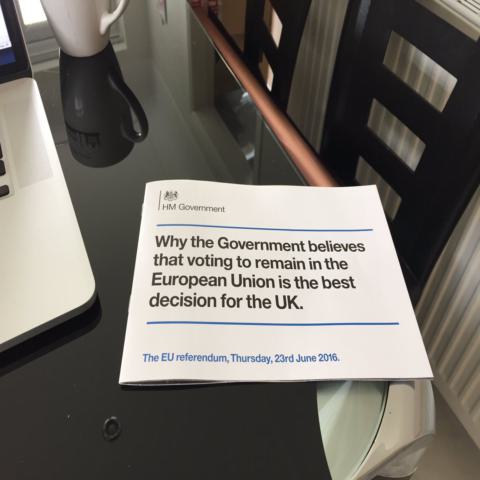 HM Government
Why the Government believes
that voting to remain in the
European Union is the best
decision for the UK.
The EU referendum, Thursday, 23rd June 2016.